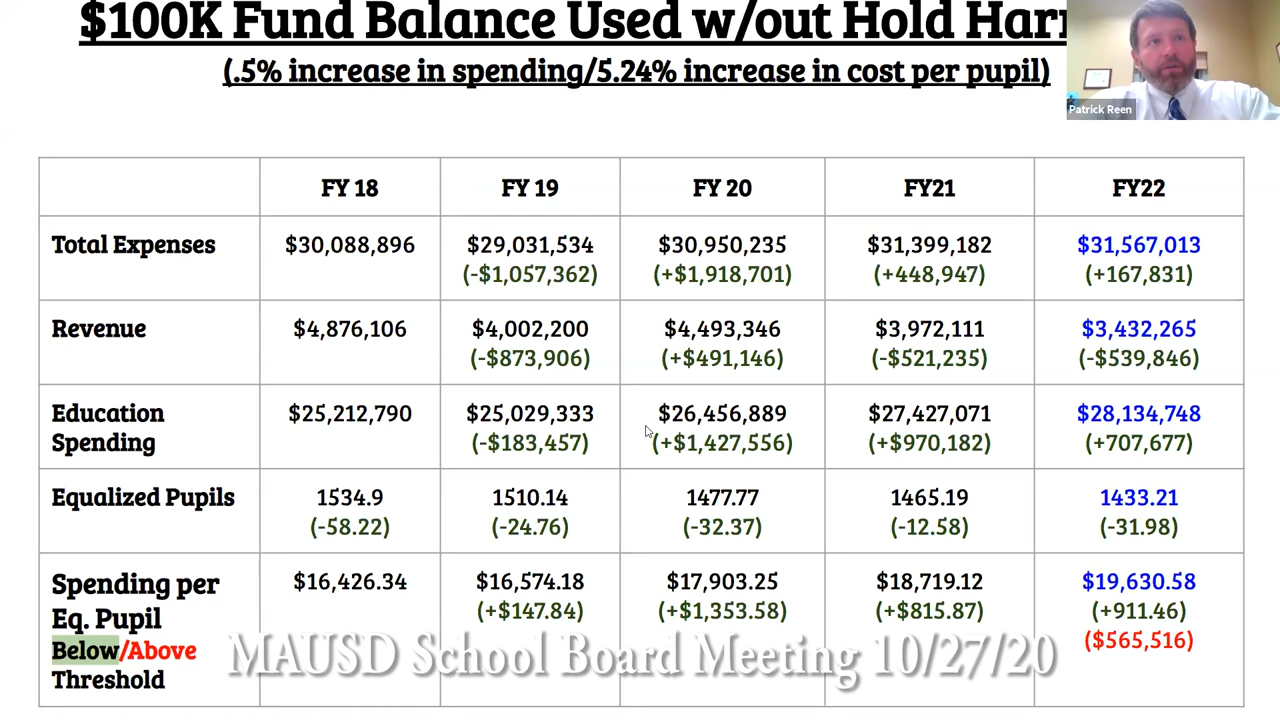 $100K Fund Balance Used w/out Hold
(.5% increase in spending/5.24% increase in cost per pupil)
Patrick Reen
FY 18 FY 19 FY 20 FY21 FY22
Total Expenses $30,088,896 $29,031,534 $30,950,235 $31,399,182 $31,567,013
(-$1,057,362) (+$1,918,701) (+448,947) (+167,831)
Revenue $4,876,106 $4,002,200 $4,493,346 $3,972,111 $3,432,265
(-$873,906) (+$491,146) (-$521,235) (-$539,846)
Education $25,212,790 $25,029,333 $26,456,889 $27,427,071 $28,134,748
Spending (-$183,457) (+$1,427,556) (+$970,182) (+707,677)
Equalized Pupils 1534.9 1510.14 1477.77 1465.19 1433.21
(-58.22) (-24.76) (-32.37) (-12.58) (-31.98)
Spending per $16,426.34 $16,574.18 $17,903.25 $18,719.12 $19,630.58
Eq. Pupil (+$147.84) (+$1,353.58) (+$815.87) (+911.46)
Below/Above ($565,516)
Threshold
MAUSD School Board Meeting 10/27/20